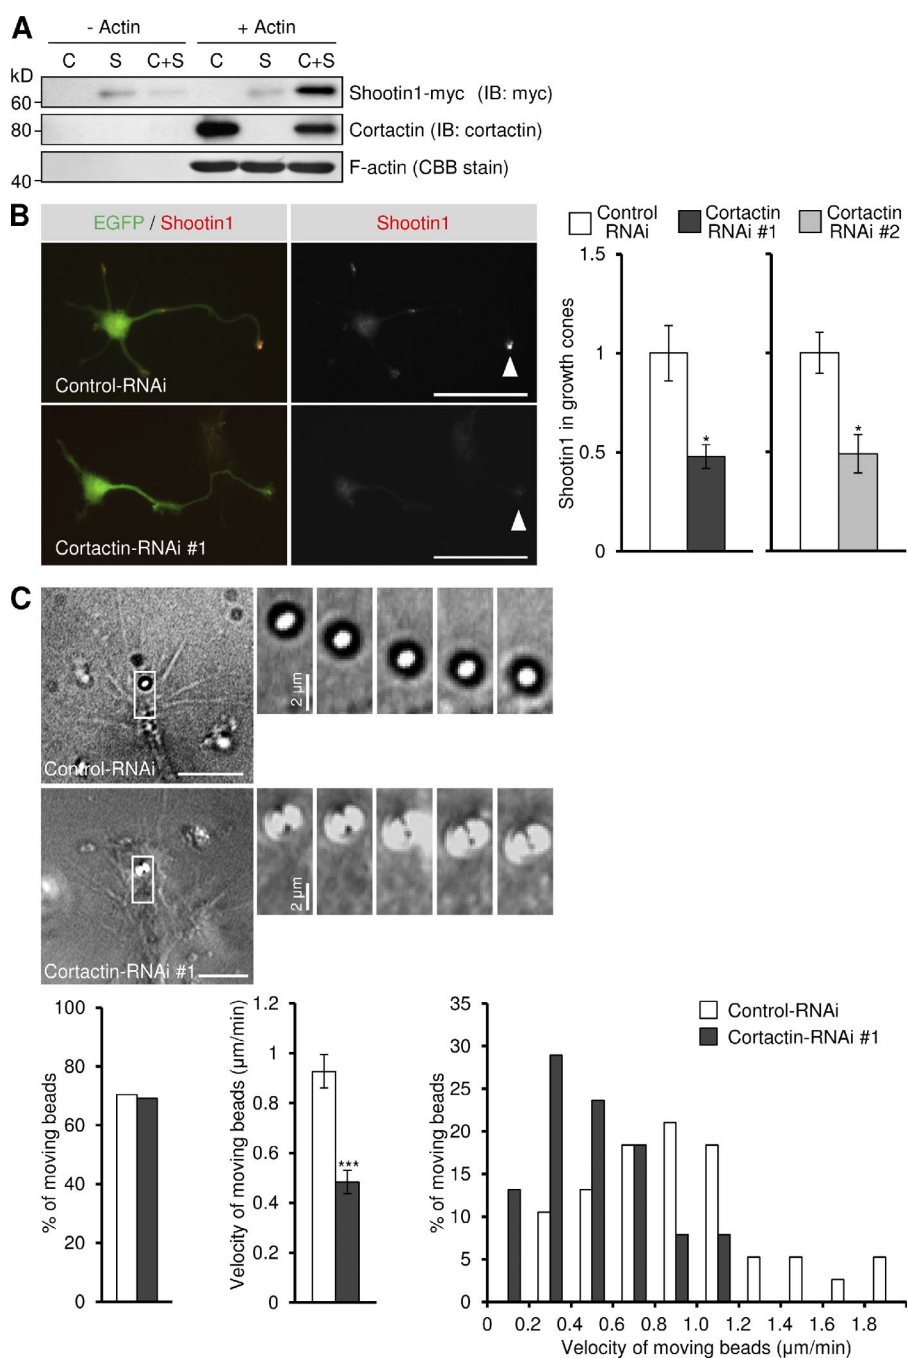 A
- Actin
+ Actin
C S C+S C S C+S
kD
60
Shootin1-myc (IB: myc)
80
Cortactin (IB: cortactin)
F-actin (CBB stain)
40
B
EGFP / Shootin1
Shootin1
Control-RNAi
Cortactin-RNAi #1
Control
RNAi
Cortactin
RNAi #1
Cortactin
RNAi #2
Shootin1 in growth cones
1.5
1
0.5
0
*
*
C
Control-RNAi
2 μm
Cortactin-RNAi #1
2 μm
% of moving beads
100
80
60
40
20
0
Velocity of moving beads (μm/min)
1.2
1
0.8
0.6
0.4
0.2
0
***
% of moving beads
35
30
25
20
15
10
5
0
Control-RNAi
Cortactin-RNAi #1
0 0.2 0.4 0.6 0.8 1.0 1.2 1.4 1.6 1.8
Velocity of moving beads (μm/min)